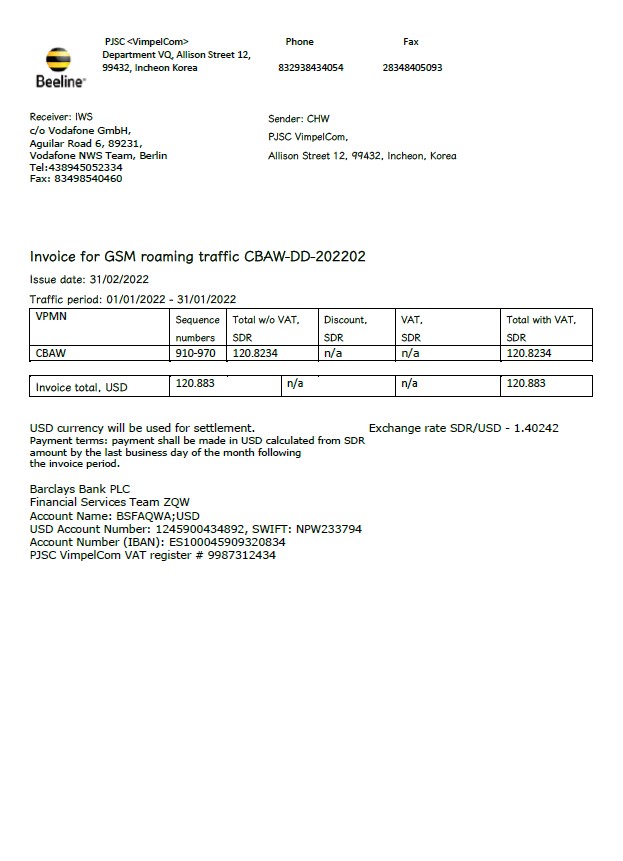 Beeline
PJSC <VimpelCom>
Department VQ, Allison Street 12,
99432, Incheon Korea
Phone
832938434054
Fax
28348405093
Receiver: IWS
c/o Vodafone GmbH,
Aguilar Road 6, 89231,
Vodafone NWS Team, Berlin
Tel:438945052334
Fax: 83498540460
Sender: CHW
PJSC VimpelCom,
Allison Street 12, 99432, Incheon, Korea
Invoice for GSM roaming traffic CBAW-DD-202202
Issue date: 31/02/2022
Traffic period: 01/01/2022 - 31/01/2022
VPMN Sequence numbers Total w/o VAT, SDR Discount, SDR VAT, SDR Total with VAT, SDR
CBAW 910-970 120.8234 n/a n/a 120.8234
Invoice total, USD 120.883 n/a n/a 120.883
USD currency will be used for settlement. Exchange rate SDR/USD - 1.40242
Payment terms: payment shall be made in USD calculated from SDR
amount by the last business day of the month following
the invoice period.
Barclays Bank PLC
Financial Services Team ZQW
Account Name: BSFAQWA;USD
USD Account Number: 1245900434892, SWIFT: NPW233794
Account Number (IBAN): ES100045909320834
PJSC VimpelCom VAT register # 9987312434